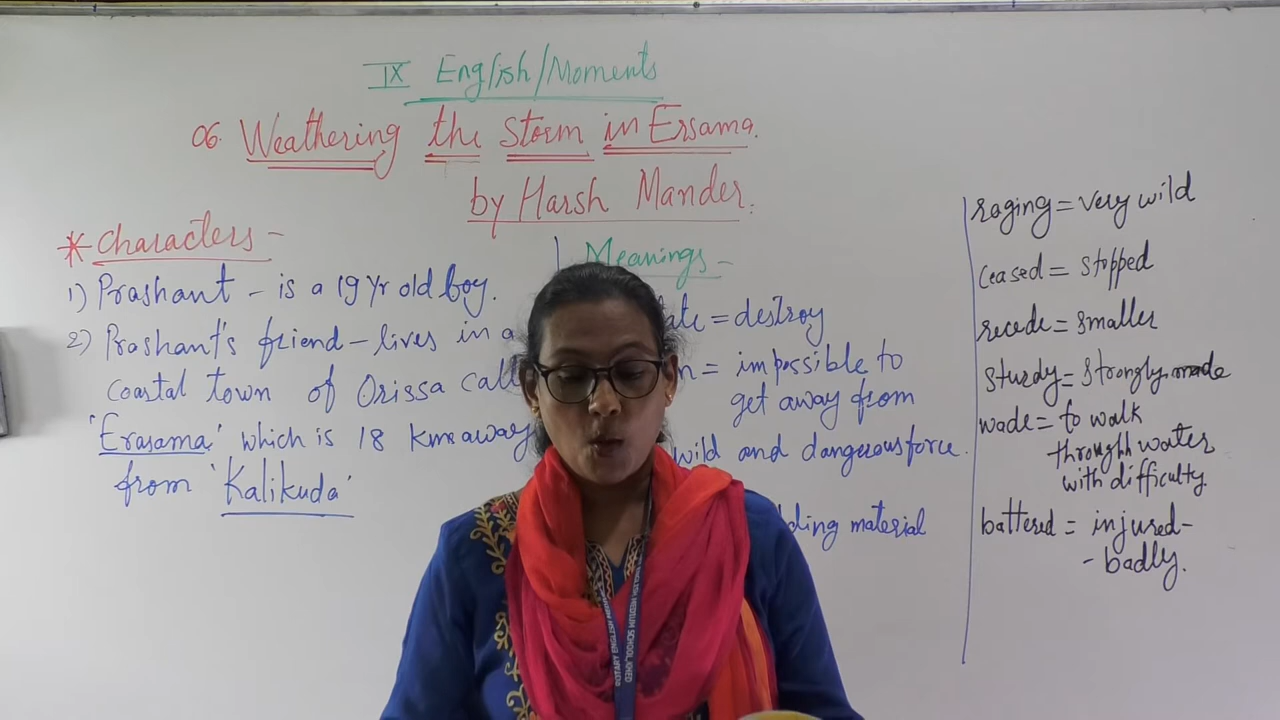 IX English/Moments
06. Weathering the Storm in Ersama.
by Harsh Mander.
* Characters -
1) Prashant - is a 19 yr old boy.
2) Prashant's friend - lives in a
coastal town of Orissa
'Erasama' which is 18 kms away
from 'Kalikuda'
Meanings -
= destroy
= impossible to
get away from
wild and dangerous force.
material
raging = very wild
ceased = stopped
recede = smaller
sturdy = strongly made
wade = to walk
throught water
with difficulty.
battered = injured-
- badly.